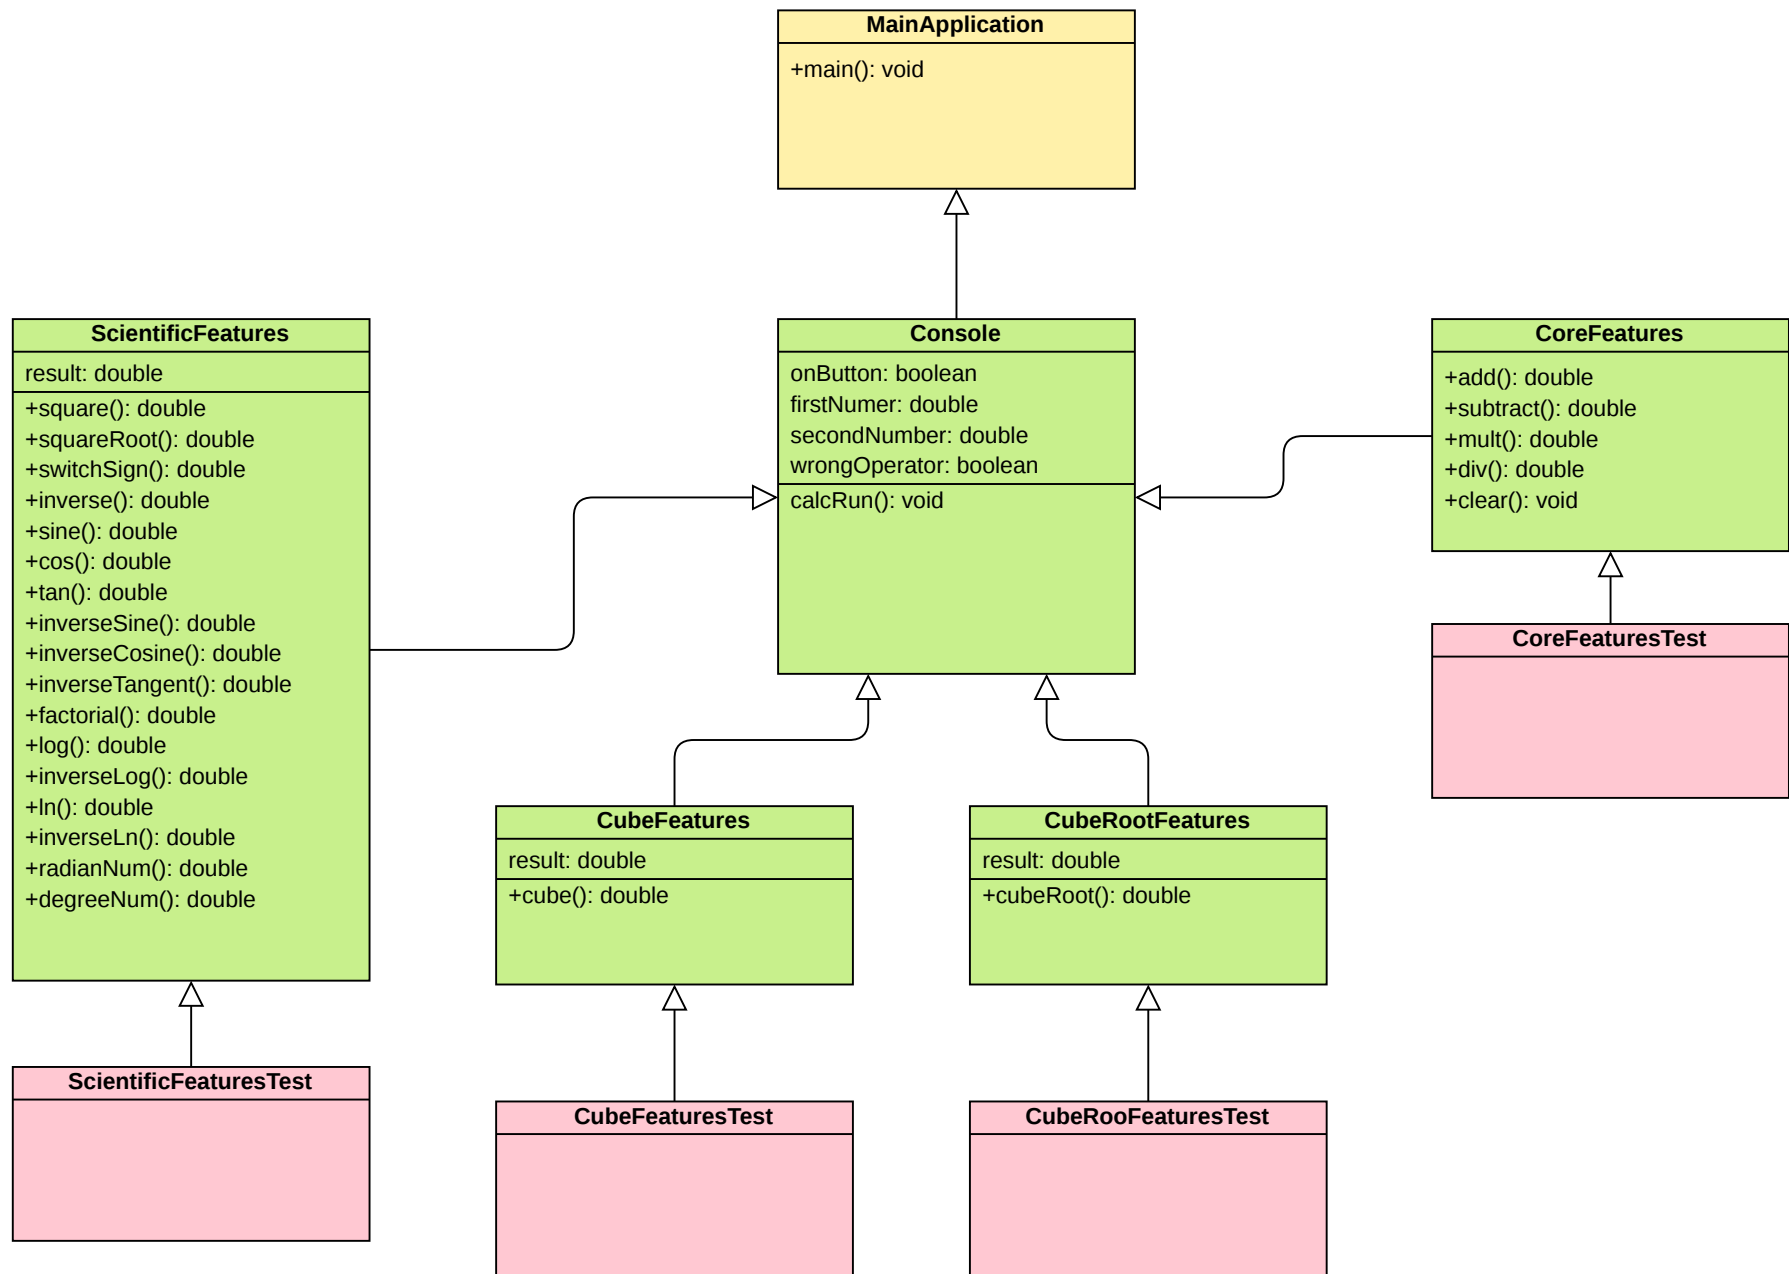 MainApplication
+main(): void
ScientificFeatures
result: double
+square(): double
+squareRoot(): double
+switchSign(): double
+inverse(): double
+sine(): double
+cos(): double
+tan(): double
+inverseSine(): double
+inverseCosine(): double
+inverseTangent(): double
+factorial(): double
+log(): double
+inverseLog(): double
+ln(): double
+inverseLn(): double
+radianNum(): double
+degreeNum(): double
Console
onButton: boolean
firstNumer: double
secondNumber: double
wrongOperator: boolean
calcRun(): void
CoreFeatures
+add(): double
+subtract(): double
+mult(): double
+div(): double
+clear(): void
CoreFeaturesTest
CubeFeatures
result: double
+cube(): double
CubeRootFeatures
result: double
+cubeRoot(): double
ScientificFeaturesTest
CubeFeaturesTest
CubeRooFeaturesTest